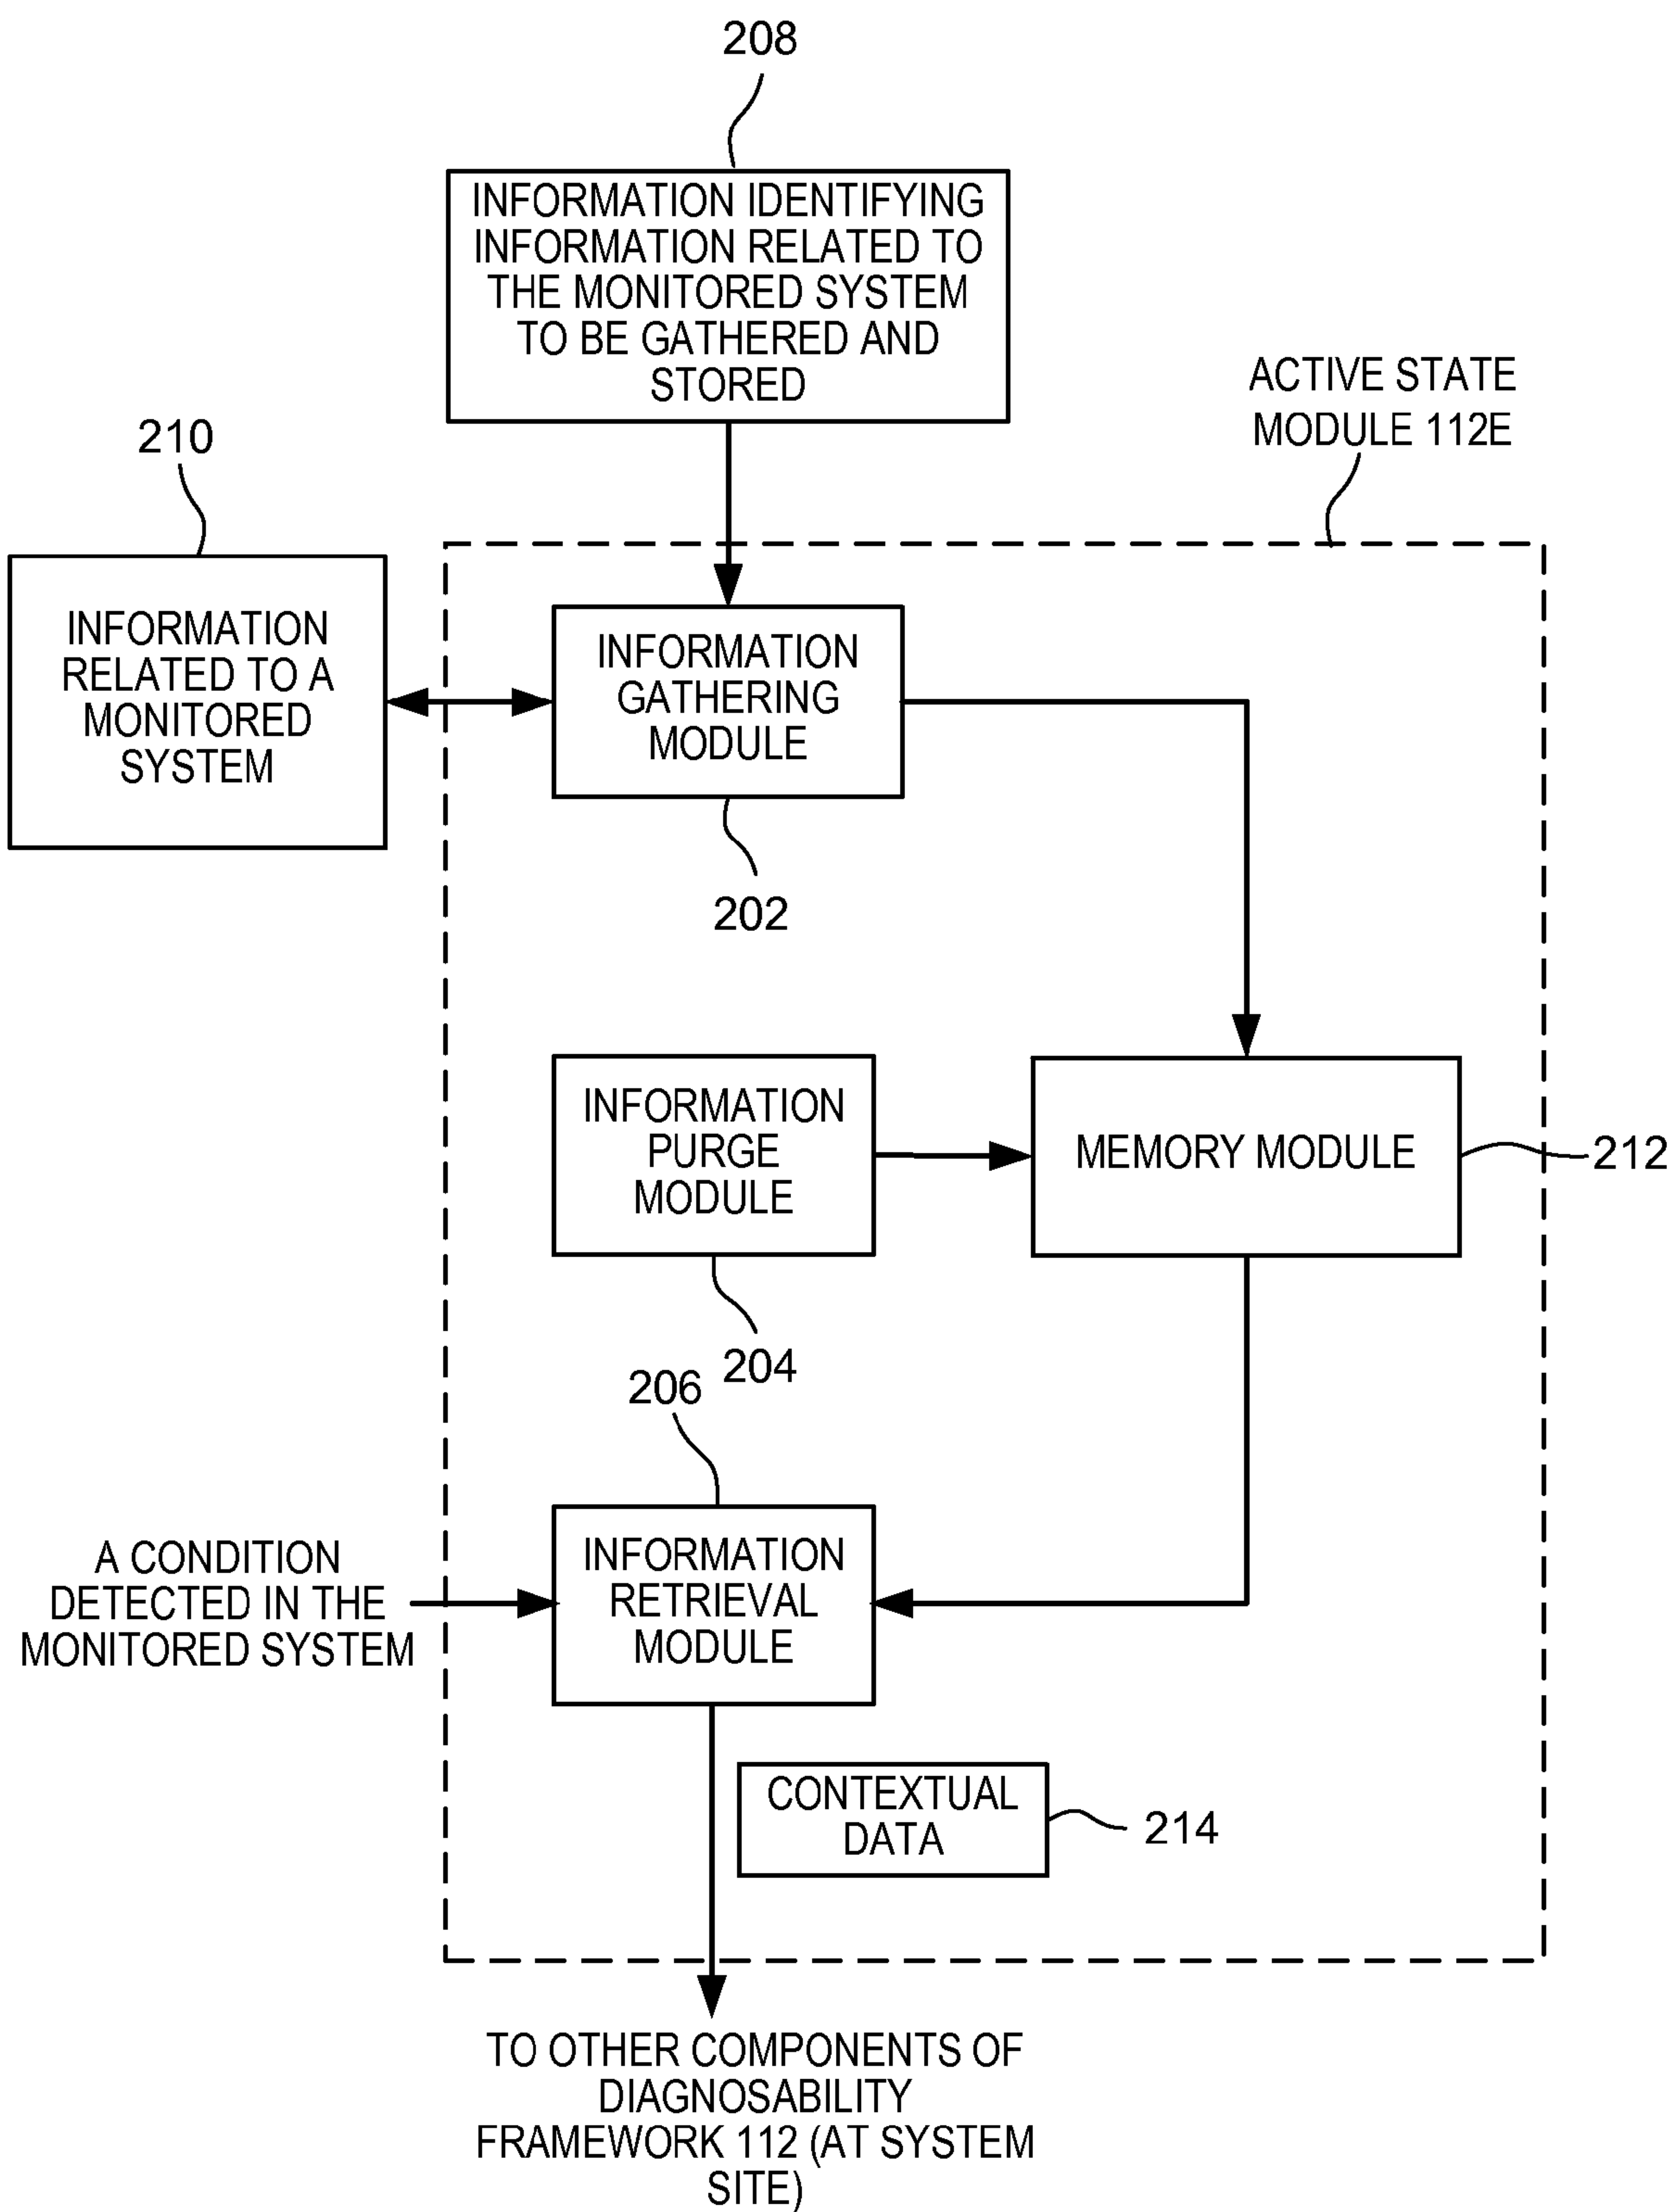 208
INFORMATION IDENTIFYING
INFORMATION RELATED TO
THE MONITORED SYSTEM
TO BE GATHERED AND
STORED
ACTIVE STATE
MODULE 112E
210
INFORMATION
RELATED TO A
MONITORED
SYSTEM
INFORMATION
GATHERING
MODULE
202
INFORMATION
PURGE
MODULE
MEMORY MODULE
212
204
206
A CONDITION
DETECTED IN THE
MONITORED SYSTEM
INFORMATION
RETRIEVAL
MODULE
CONTEXTUAL
DATA
214
TO OTHER COMPONENTS OF
DIAGNOSABILITY
FRAMEWORK 112 (AT SYSTEM
SITE)